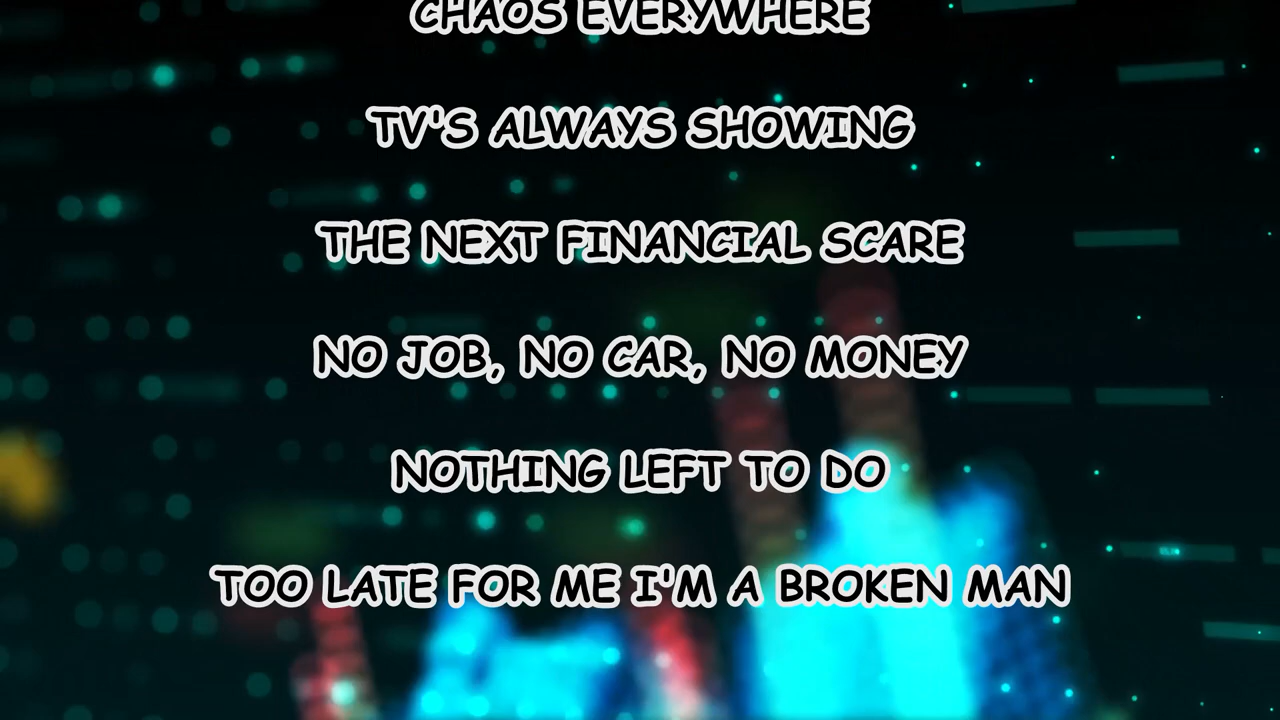 CHAOS EVERYWHERE
TV'S ALWAYS SHOWING
THE NEXT FINANCIAL SCARE
NO JOB, NO CAR, NO MONEY
NOTHING LEFT TO DO
TOO LATE FOR ME I'M A BROKEN MAN